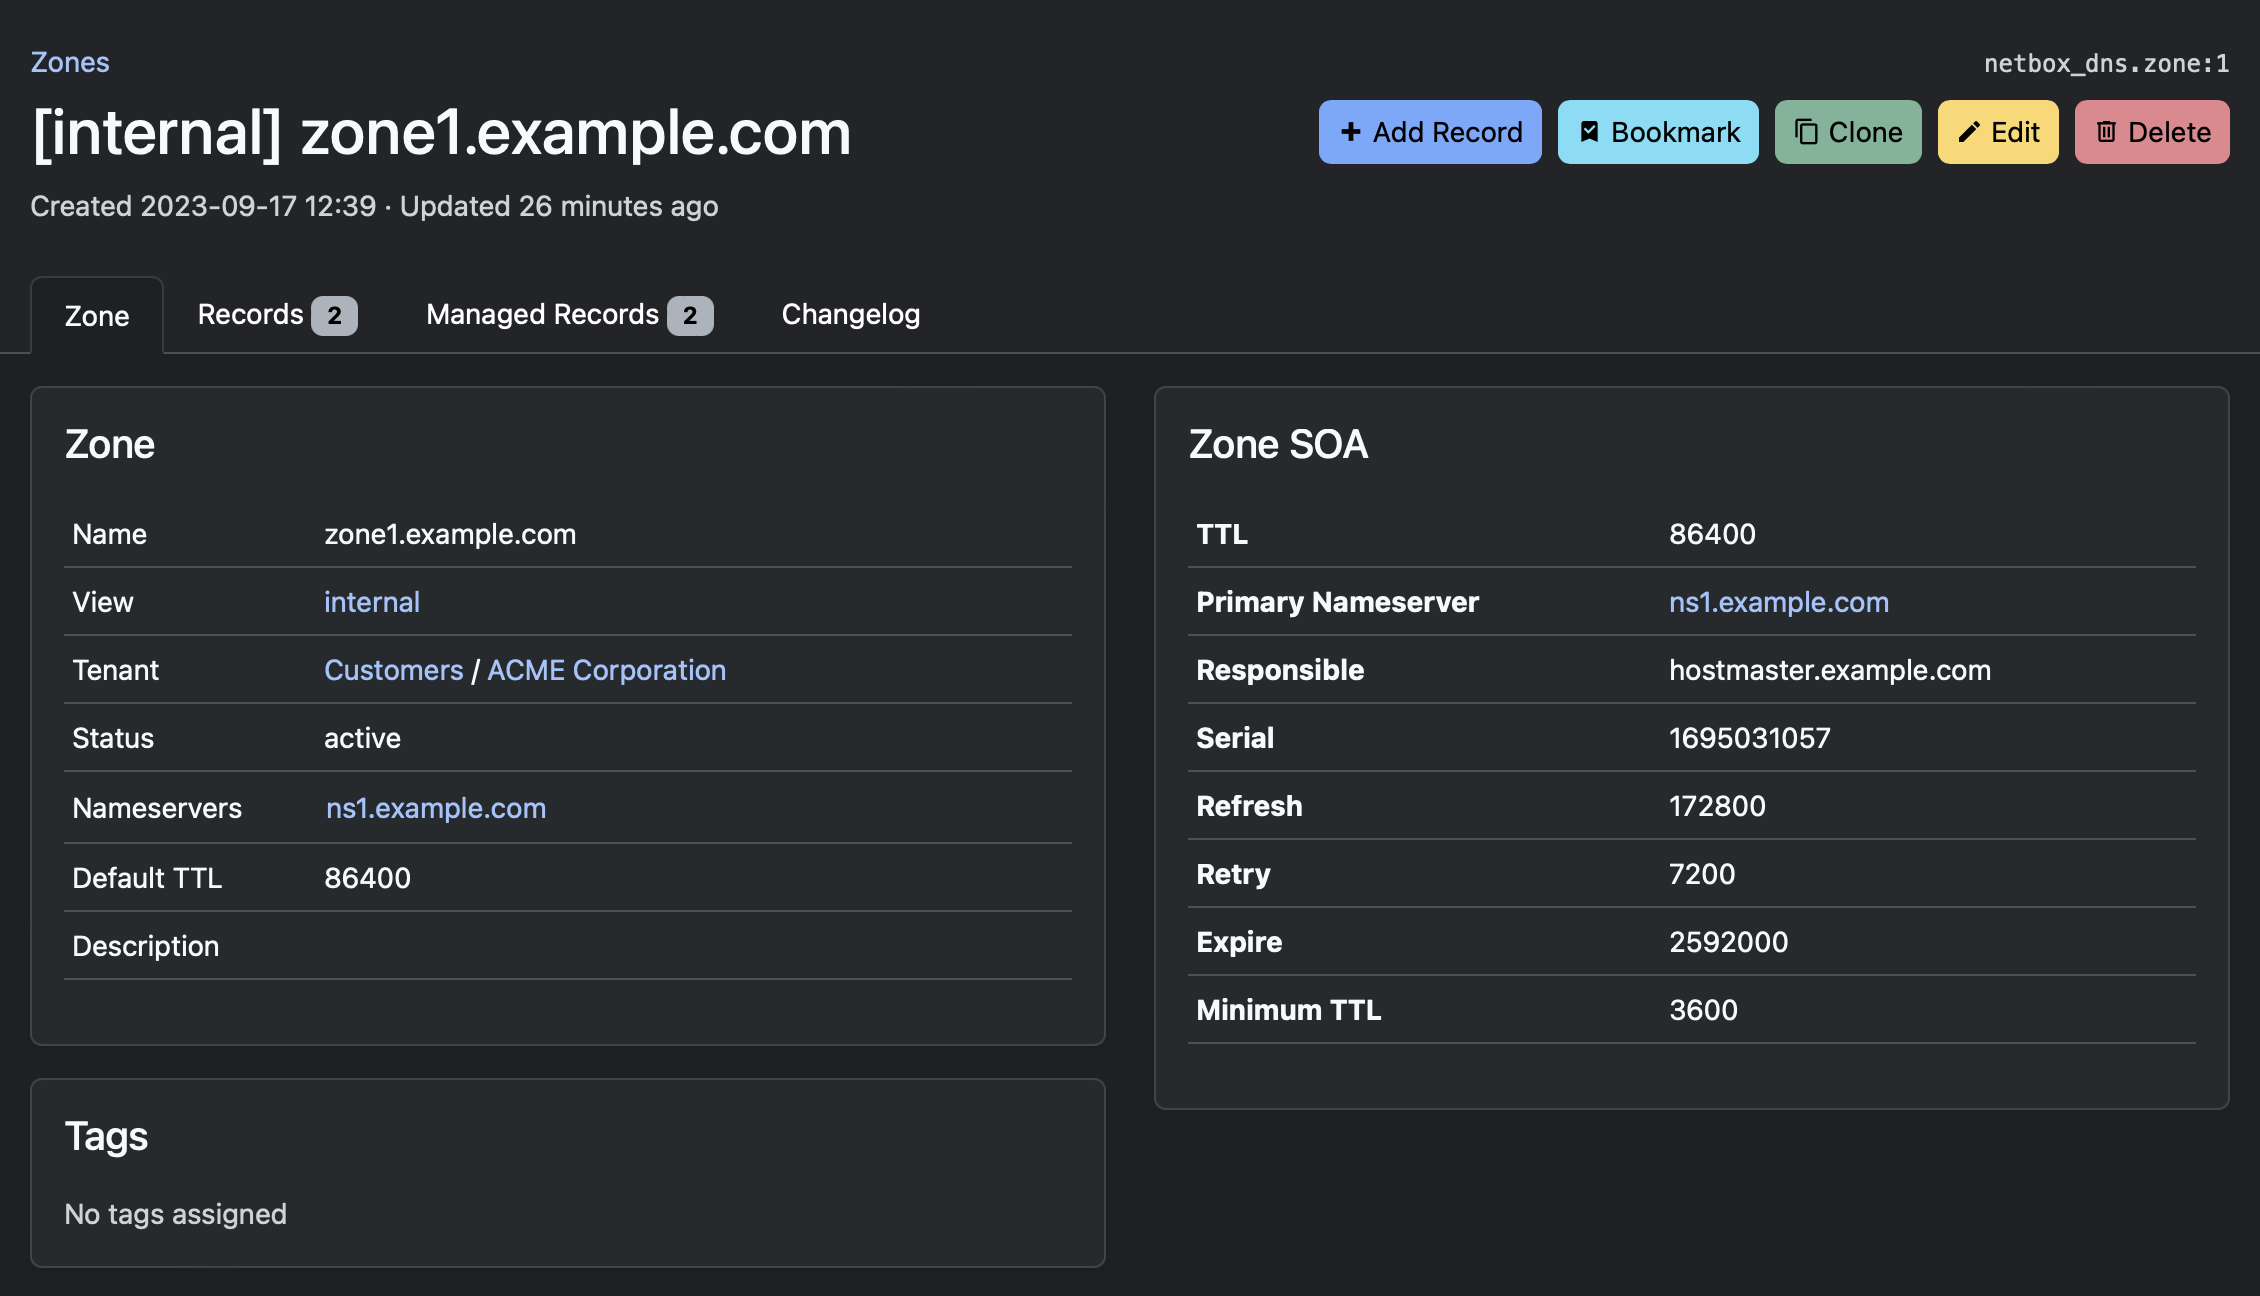 Zones
netbox_dns.zone:1
[internal] zone1.example.com
Add Record Bookmark Clone Edit Delete
Created 2023-09-17 12:39 · Updated 26 minutes ago
Zone Records 2 Managed Records 2 Changelog
Zone
Name zone1.example.com
View internal
Tenant Customers / ACME Corporation
Status active
Nameservers ns1.example.com
Default TTL 86400
Description
Tags
No tags assigned
Zone SOA
TTL 86400
Primary Nameserver ns1.example.com
Responsible hostmaster.example.com
Serial 1695031057
Refresh 172800
Retry 7200
Expire 2592000
Minimum TTL 3600